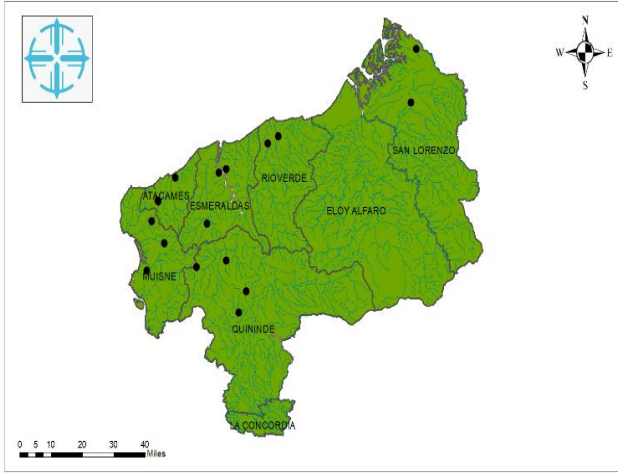 N
W E
S
SAN LORENZO
RIOVERDE
ATACAMES
ESMERALDAS
ELOY ALFARO
MUISNE
QUININDE
LA CONCORDIA
0 5 10 20 30 40
Miles